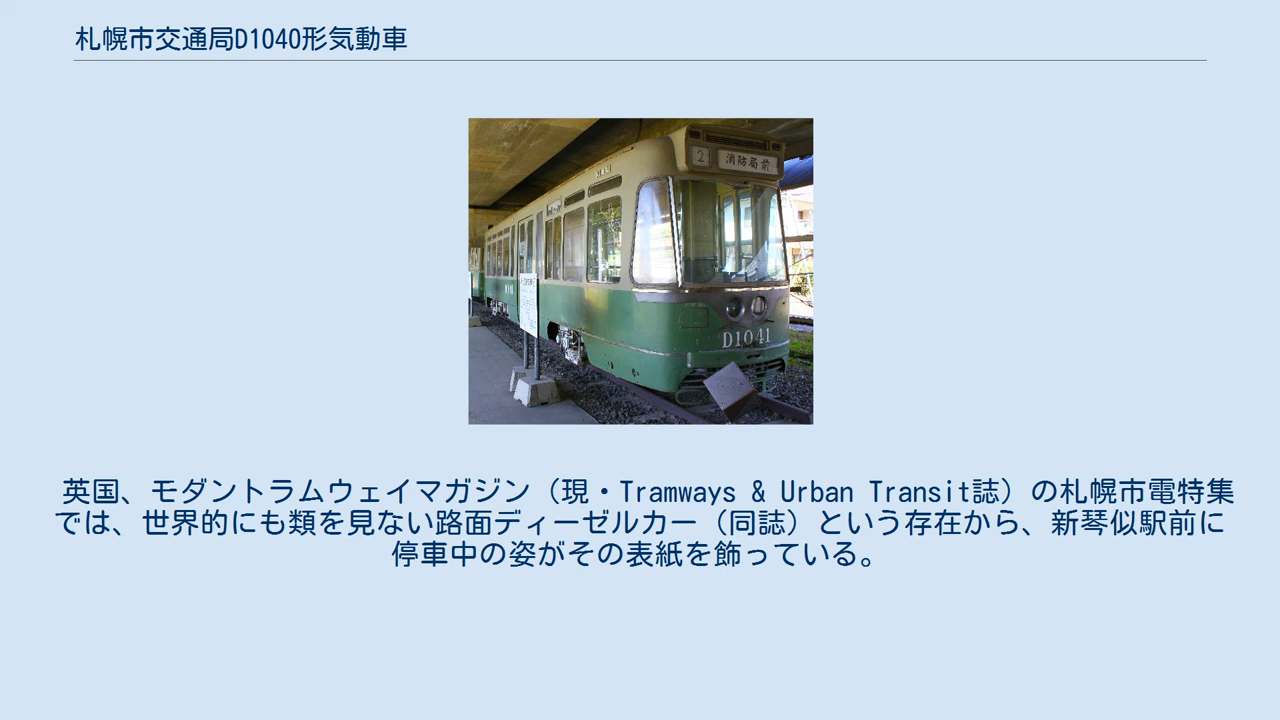 札幌市交通局D1040形気動車
2 消防局前
D1041
英国、モダントラムウェイマガジン（現・Tramways & Urban Transit誌）の札幌市電特集
では、世界的にも類を見ない路面ディーゼルカー（同誌）という存在から、新琴似駅前に
停車中の姿がその表紙を飾っている。